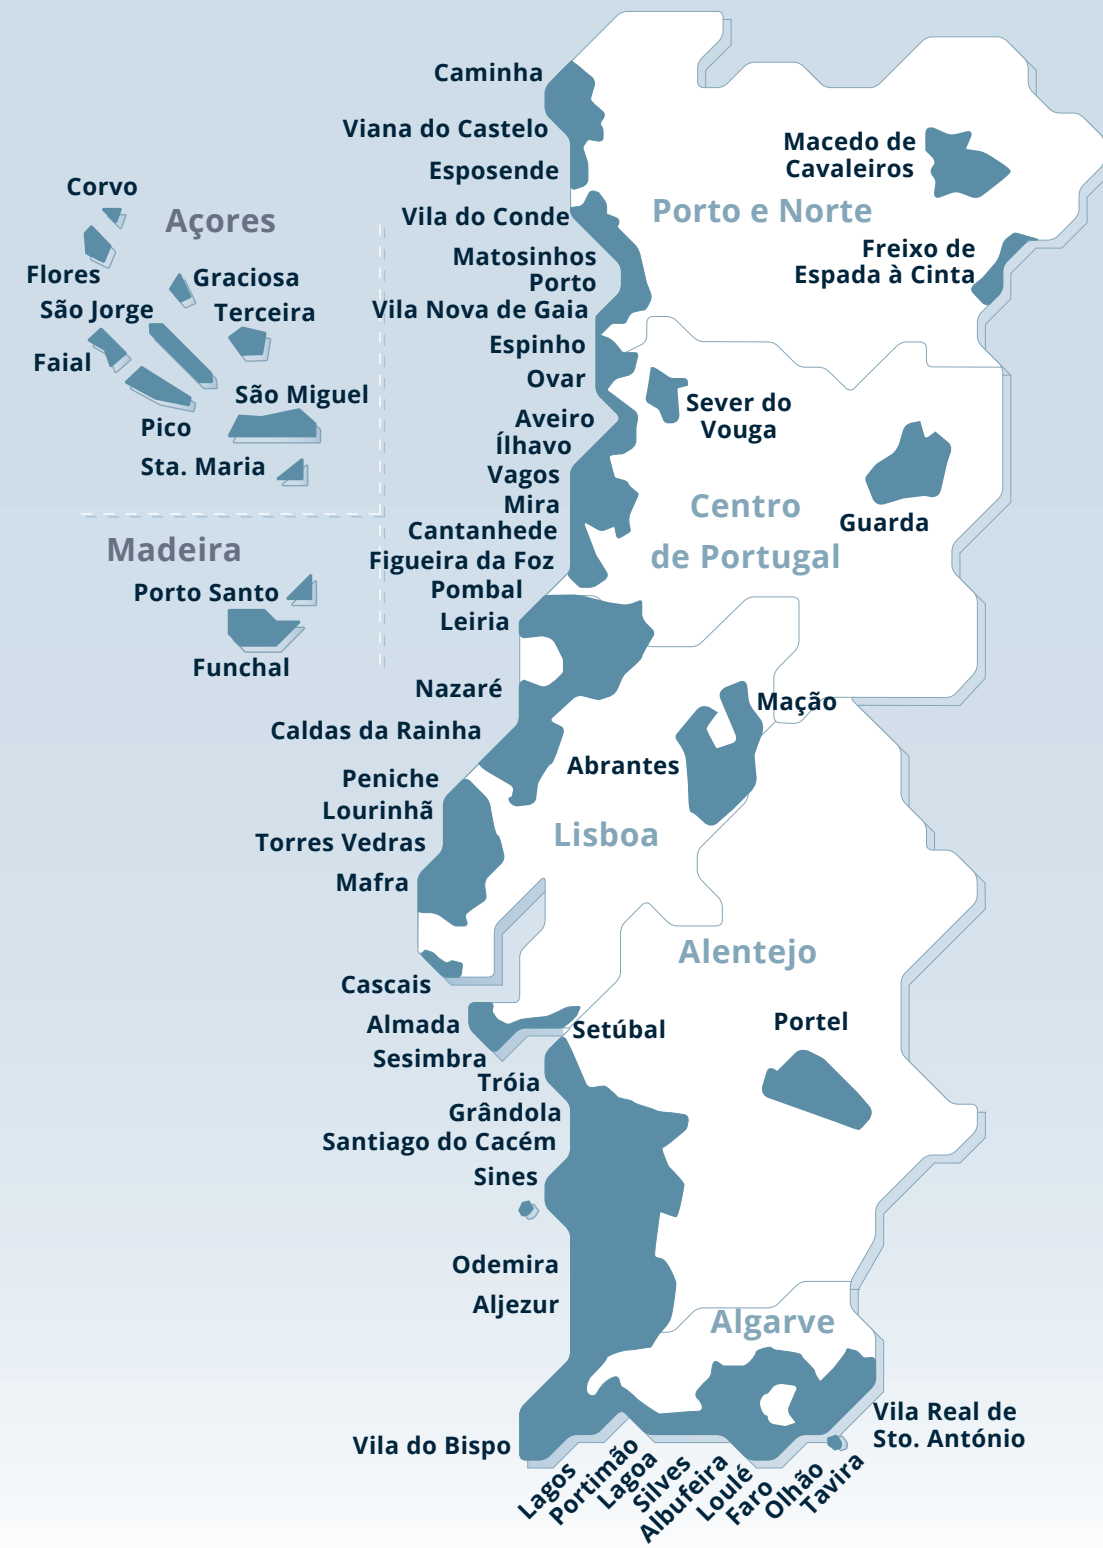 Caminha
Viana do Castelo
Esposende
Vila do Conde
Matosinhos
Porto
Vila Nova de Gaia
Espinho
Ovar
Aveiro
Ílhavo
Vagos
Mira
Cantanhede
Figueira da Foz
Pombal
Leiria
Nazaré
Caldas da Rainha
Peniche
Lourinhã
Torres Vedras
Mafra
Cascais
Almada
Sesimbra
Setúbal
Tróia
Grândola
Santiago do Cacém
Sines
Odemira
Aljezur
Vila do Bispo
Lagos
Portimão
Lagoa
Silves
Albufeira
Loulé
Faro
Olhão
Tavira
Vila Real de
Sto. António
Macedo de
Cavaleiros
Porto e Norte
Freixo de
Espada à Cinta
Sever do
Vouga
Centro
de Portugal
Guarda
Mação
Abrantes
Lisboa
Alentejo
Portel
Algarve
Açores
Corvo
Flores
Graciosa
São Jorge
Terceira
Faial
São Miguel
Pico
Sta. Maria
Madeira
Porto Santo
Funchal